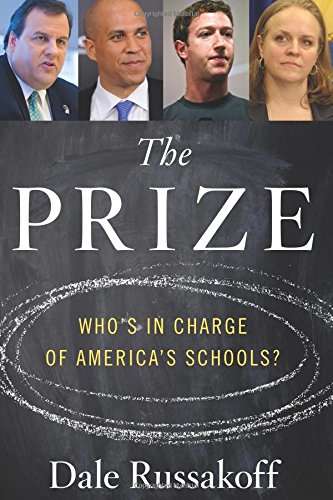 The
PRIZE
WHO'S IN CHARGE
OF AMERICA'S SCHOOLS?
Dale Russakoff